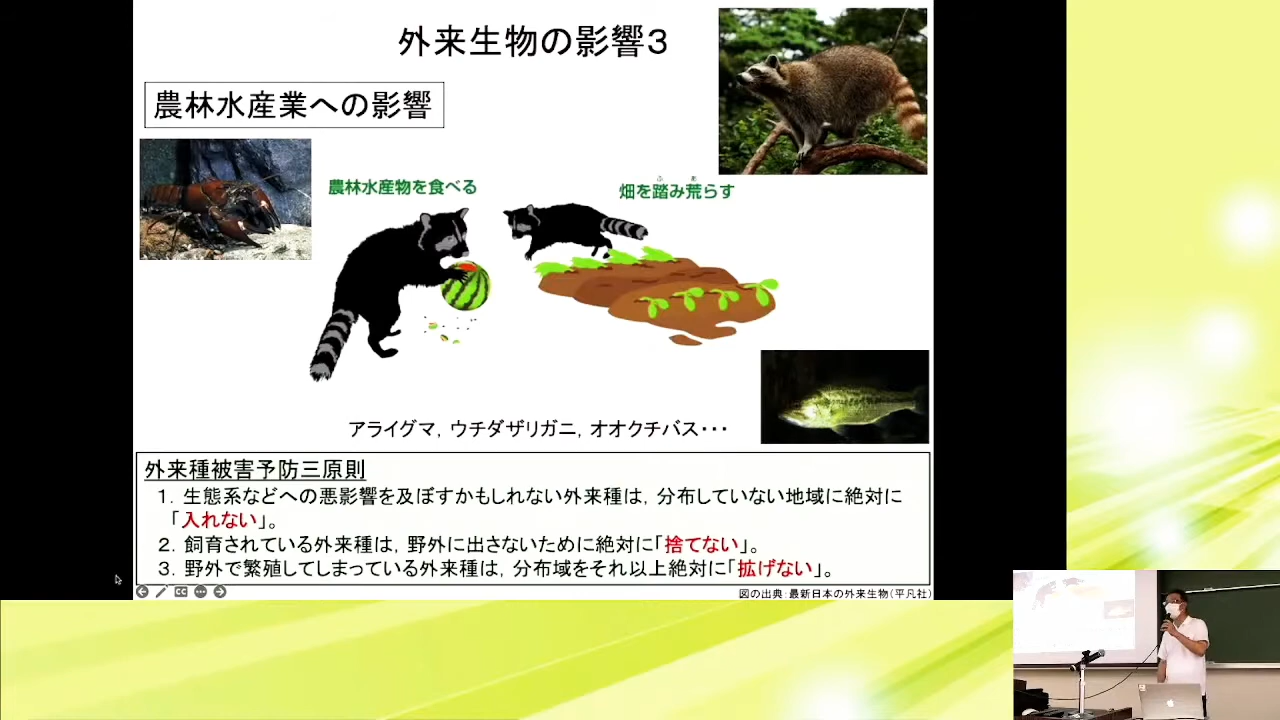 外来生物の影響３
農林水産業への影響
農林水産物を食べる
ふ あ
畑を踏み荒らす
アライグマ，ウチダザリガニ，オオクチバス・・・
外来種被害予防三原則
１．生態系などへの悪影響を及ぼすかもしれない外来種は，分布していない地域に絶対に
「入れない」。
２．飼育されている外来種は，野外に出さないために絶対に「捨てない」。
３．野外で繁殖してしまっている外来種は，分布域をそれ以上絶対に「拡げない」。
CC
図の出典：最新日本の外来生物（平凡社）